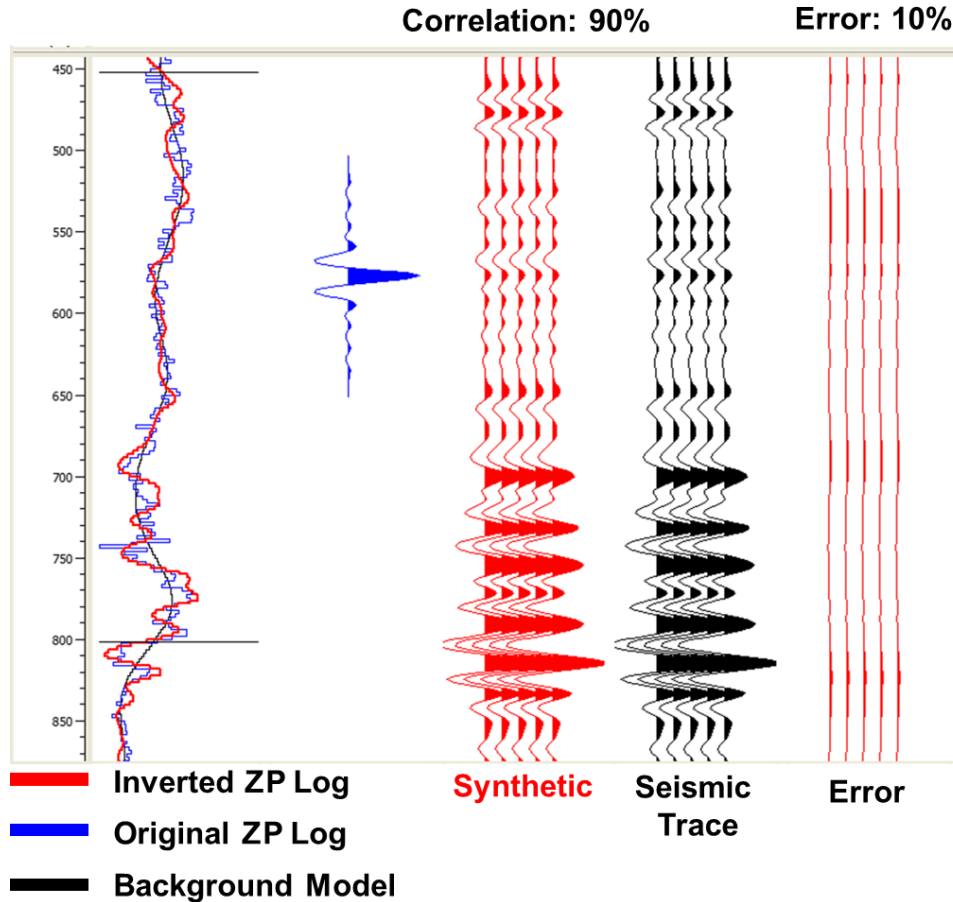 Correlation: 90%
Error: 10%
450
500
550
600
650
700
750
800
850
Inverted ZP Log
Original ZP Log
Background Model
Synthetic
Seismic
Trace
Error